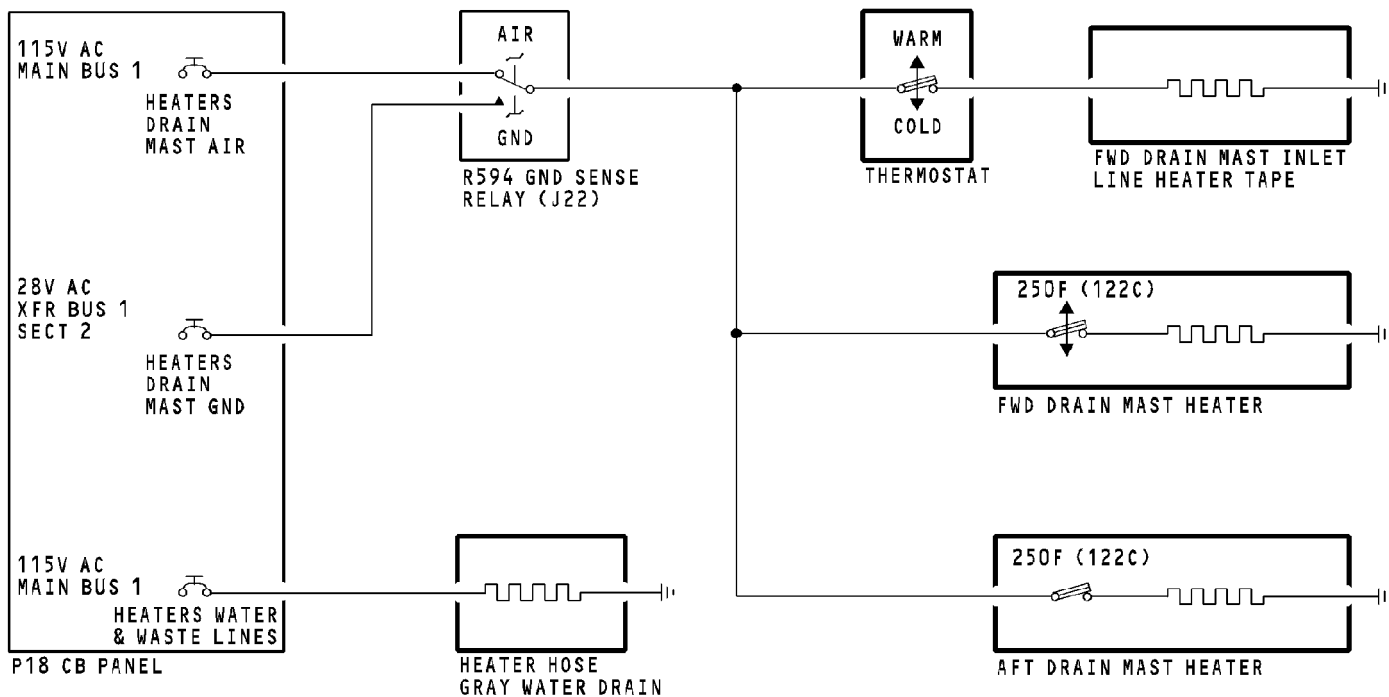 115V AC
MAIN BUS 1
HEATERS
DRAIN
MAST AIR
28V AC
XFR BUS 1
SECT 2
HEATERS
DRAIN
MAST GND
115V AC
MAIN BUS 1
HEATERS WATER
& WASTE LINES
P18 CB PANEL
AIR
GND
R594 GND SENSE
RELAY (J22)
HEATER HOSE
GRAY WATER DRAIN
WARM
COLD
THERMOSTAT
FWD DRAIN MAST INLET
LINE HEATER TAPE
250F (122C)
FWD DRAIN MAST HEATER
250F (122C)
AFT DRAIN MAST HEATER